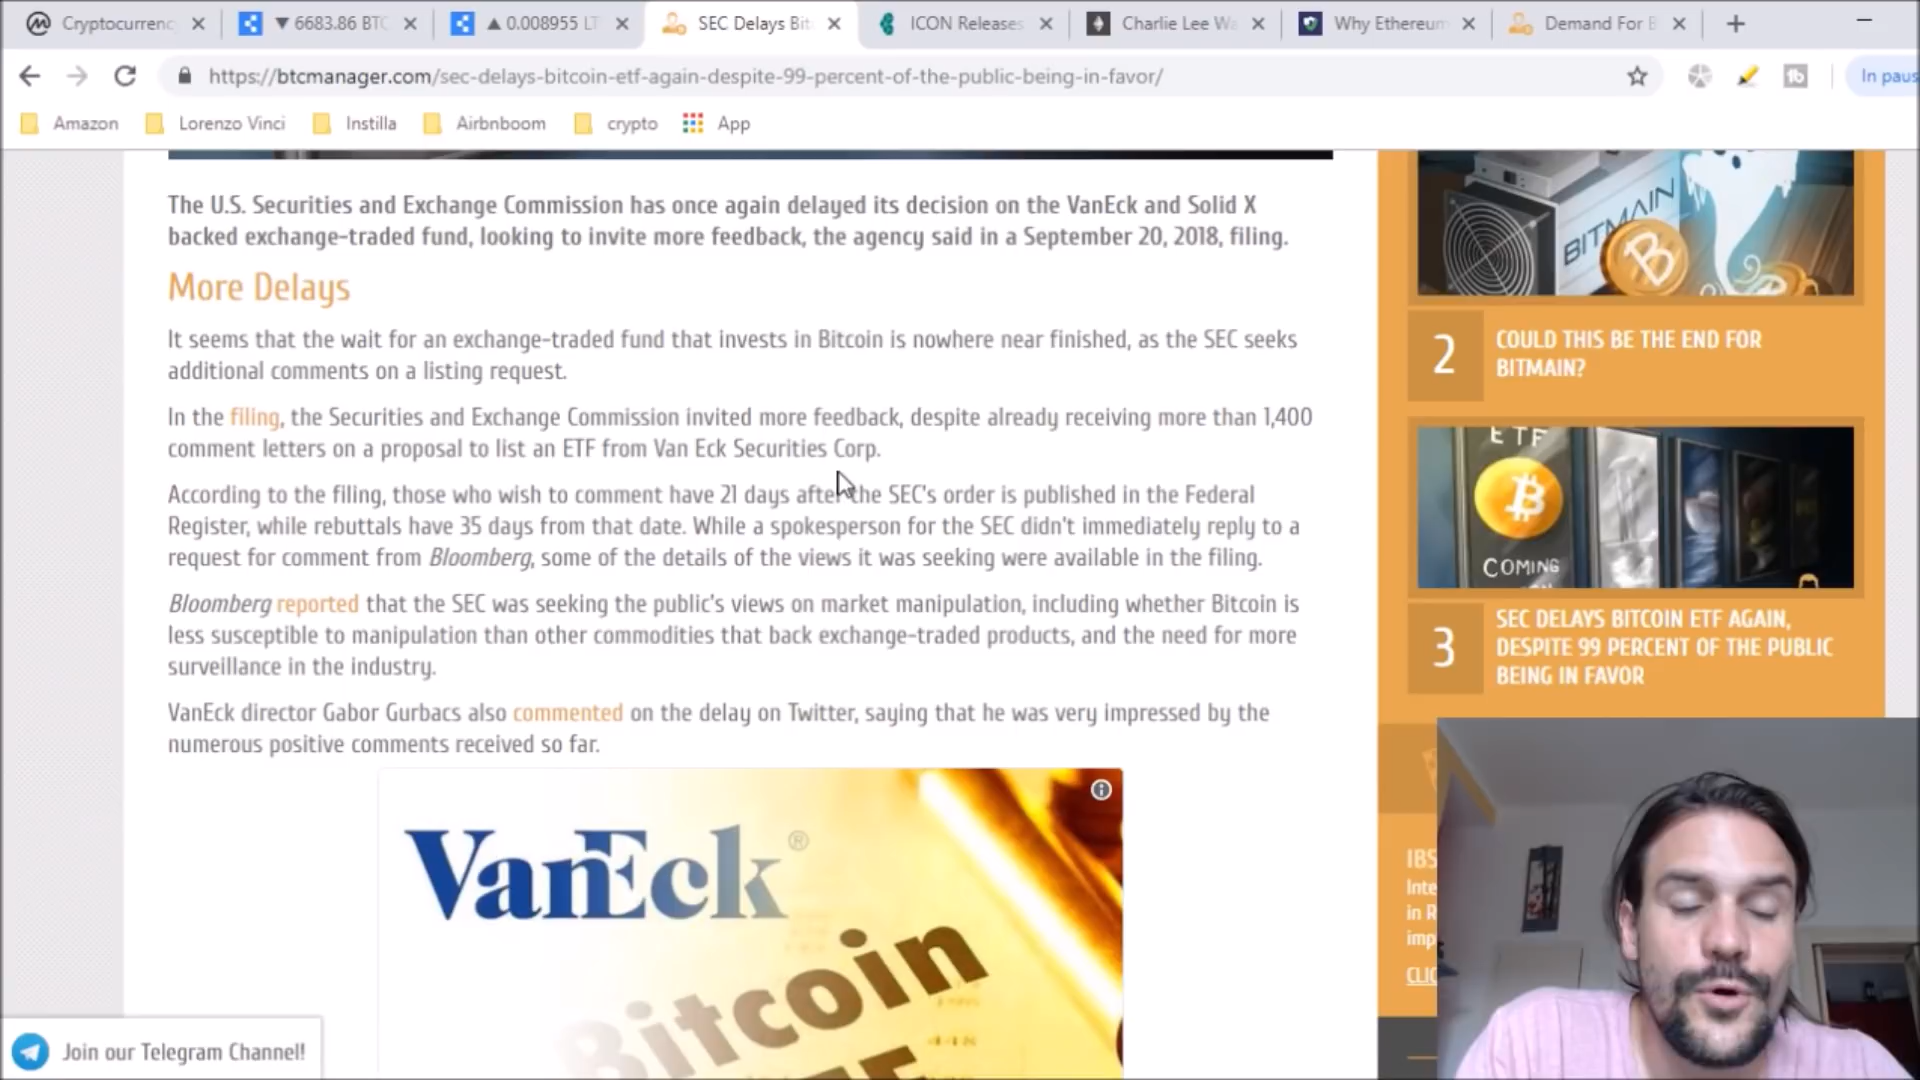 Cryptocurrenc
▼ 6683.86 BTC
▲ 0.008955 LT
SEC Delays Bit
ICON Releases
Charlie Lee Wa
Why Ethereum
Demand For B
https://btcmanager.com/sec-delays-bitcoin-etf-again-despite-99-percent-of-the-public-being-in-favor/
In paus
Amazon
Lorenzo Vinci
Instilla
Airbnboom
crypto
App
The U.S. Securities and Exchange Commission has once again delayed its decision on the VanEck and Solid X
backed exchange-traded fund, looking to invite more feedback, the agency said in a September 20, 2018, filing.
More Delays
It seems that the wait for an exchange-traded fund that invests in Bitcoin is nowhere near finished, as the SEC seeks
additional comments on a listing request.
In the filing, the Securities and Exchange Commission invited more feedback, despite already receiving more than 1,400
comment letters on a proposal to list an ETF from Van Eck Securities Corp.
According to the filing, those who wish to comment have 21 days after the SEC's order is published in the Federal
Register, while rebuttals have 35 days from that date. While a spokesperson for the SEC didn't immediately reply to a
request for comment from Bloomberg, some of the details of the views it was seeking were available in the filing.
Bloomberg reported that the SEC was seeking the public's views on market manipulation, including whether Bitcoin is
less susceptible to manipulation than other commodities that back exchange-traded products, and the need for more
surveillance in the industry.
VanEck director Gabor Gurbacs also commented on the delay on Twitter, saying that he was very impressed by the
numerous positive comments received so far.
VanEck®
Bitcoin
Join our Telegram Channel!
BITMAIN
2
COULD THIS BE THE END FOR
BITMAIN?
ETF
COMING
3
SEC DELAYS BITCOIN ETF AGAIN,
DESPITE 99 PERCENT OF THE PUBLIC
BEING IN FAVOR
IBS
Inte
in R
imp
CLIC